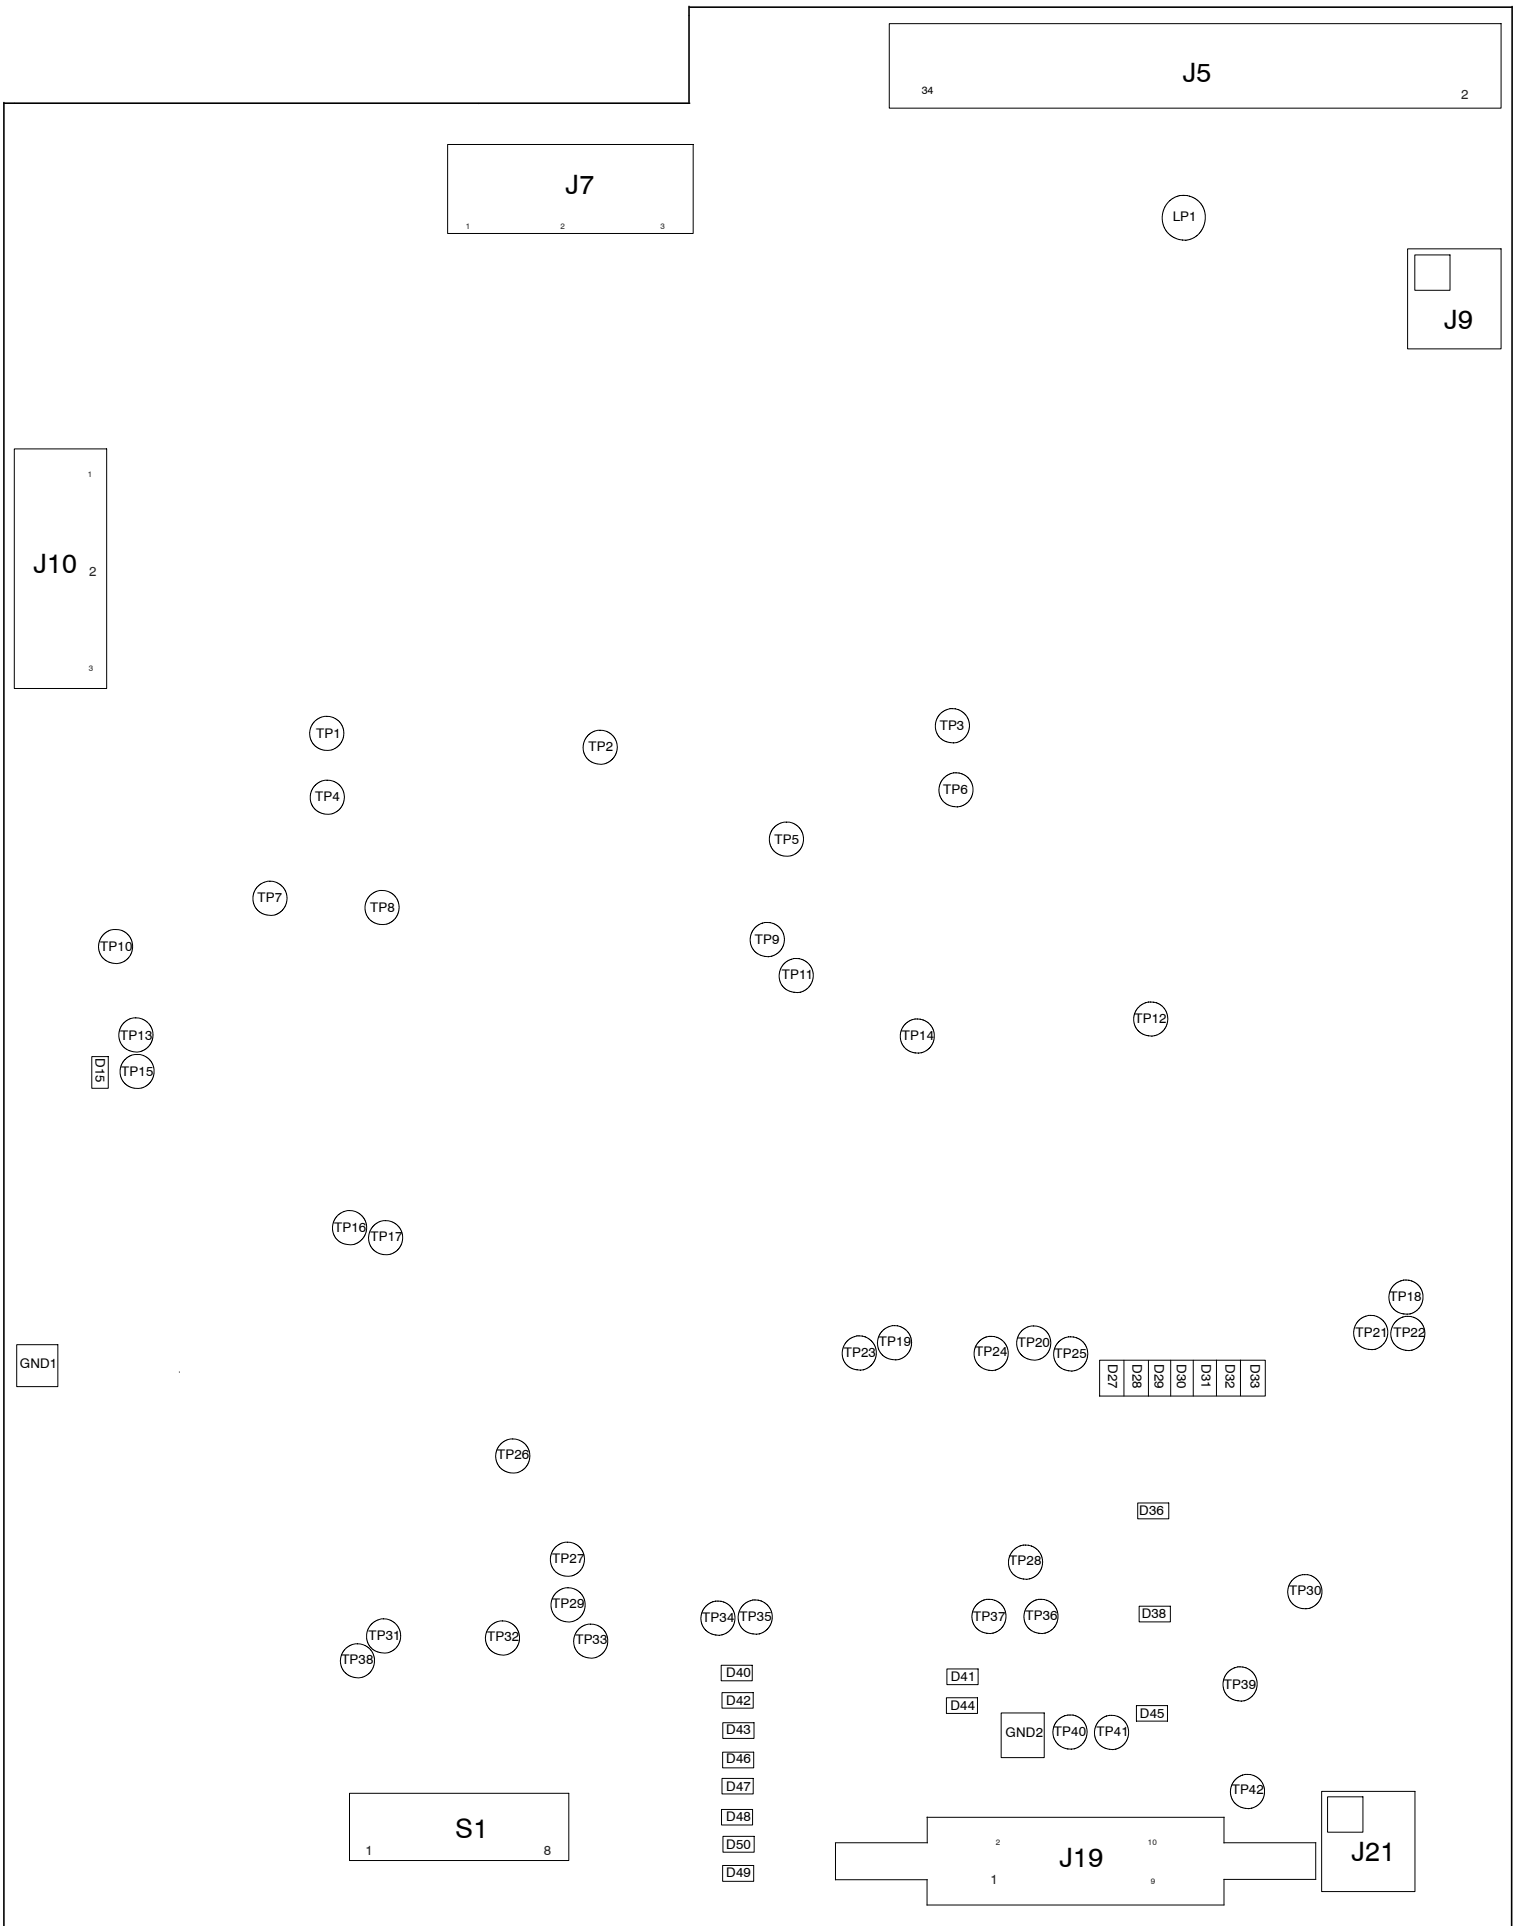 J5
34
2
J7
1
2
3
LP1
J9
1
J10
2
3
TP1
TP2
TP3
TP4
TP6
TP5
TP7
TP8
TP10
TP9
TP11
TP12
TP13
TP14
D15
TP15
TP16
TP17
TP18
TP21
TP22
TP23
TP19
TP24
TP20
TP25
GND1
D27
D28
D29
D30
D31
D32
D33
TP26
D36
TP27
TP28
TP30
TP29
TP34
TP35
TP37
TP36
D38
TP31
TP32
TP33
TP38
D40
D41
TP39
D42
D44
D45
D43
GND2
TP40
TP41
D46
D47
TP42
D48
S1
1
8
D50
2
10
J19
J21
D49
1
9